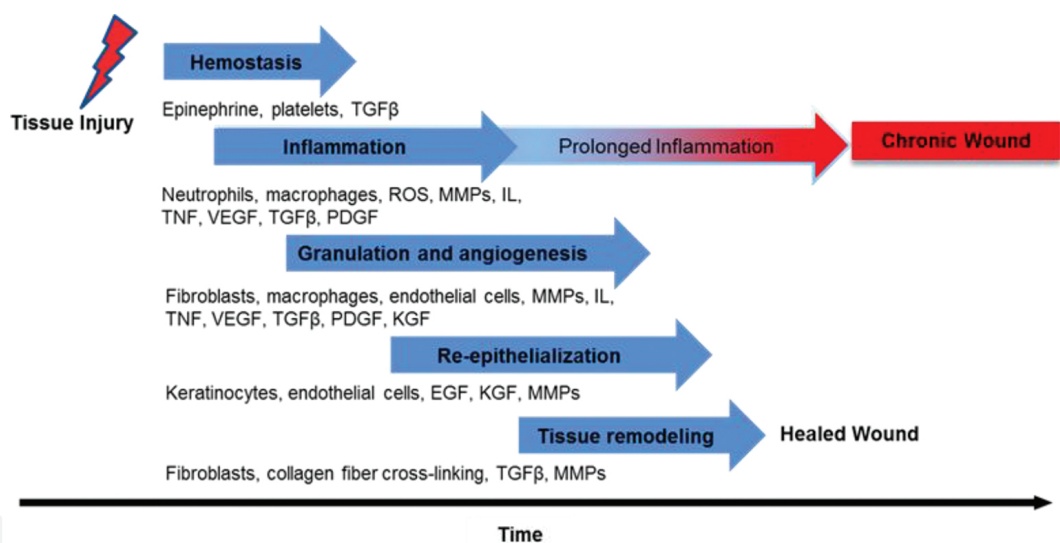 Hemostasis
Tissue Injury
Epinephrine, platelets, TGFβ
Inflammation
Prolonged Inflammation
Chronic Wound
Neutrophils, macrophages, ROS, MMPs, IL,
TNF, VEGF, TGFβ, PDGF
Granulation and angiogenesis
Fibroblasts, macrophages, endothelial cells, MMPs, IL,
TNF, VEGF, TGFβ, PDGF, KGF
Re-epithelialization
Keratinocytes, endothelial cells, EGF, KGF, MMPs
Tissue remodeling
Healed Wound
Fibroblasts, collagen fiber cross-linking, TGFβ, MMPs
Time